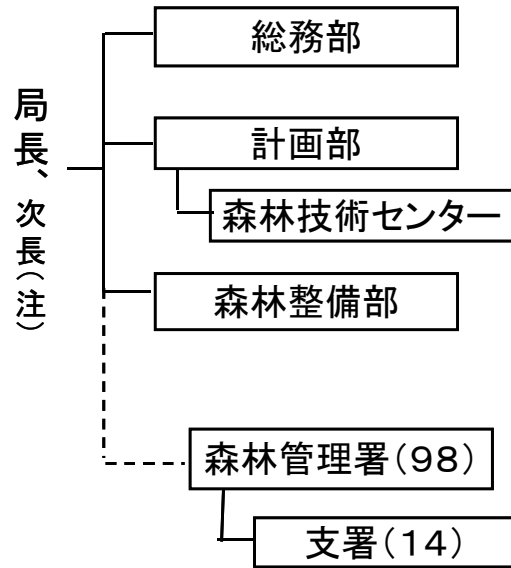 局長、次長（注）
総務部
計画部
森林技術センター
森林整備部
森林管理署（９８）
支署（１４）